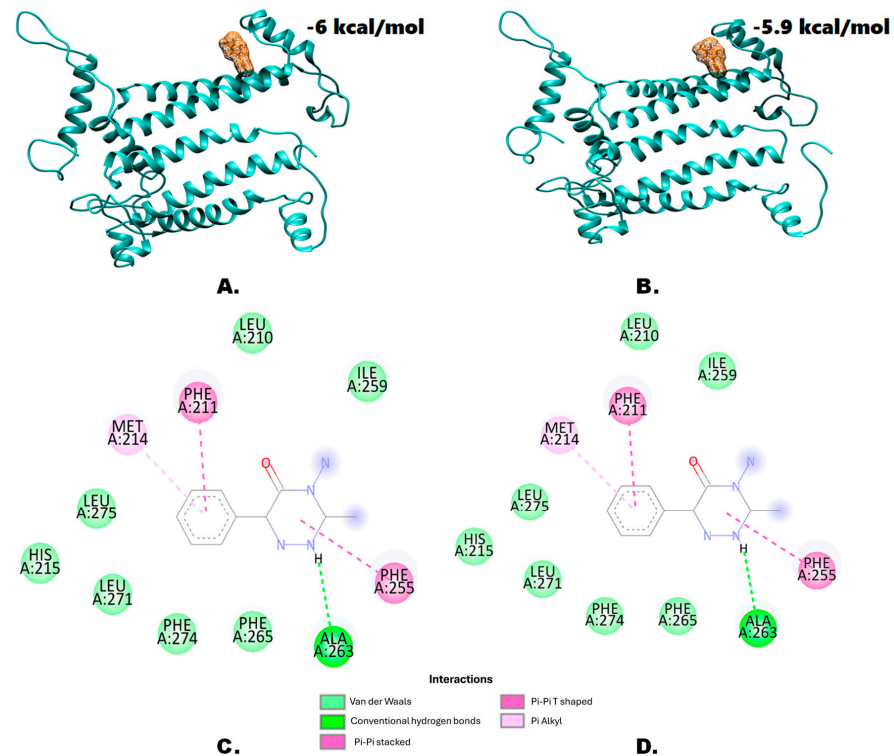 -6 kcal/mol
-5.9 kcal/mol
A.
B.
LEU
A:210
ILE
A:259
PHE
A:211
MET
A:214
O
N
N
LEU
A:275
HIS
A:215
LEU
A:271
N
N
H
PHE
A:255
PHE
A:274
PHE
A:265
ALA
A:263
LEU
A:210
ILE
A:259
PHE
A:211
MET
A:214
O
N
N
LEU
A:275
HIS
A:215
LEU
A:271
N
N
H
PHE
A:255
PHE
A:274
PHE
A:265
ALA
A:263
Interactions
Van der Waals
Conventional hydrogen bonds
Pi-Pi stacked
Pi-Pi T shaped
Pi Alkyl
C.
D.